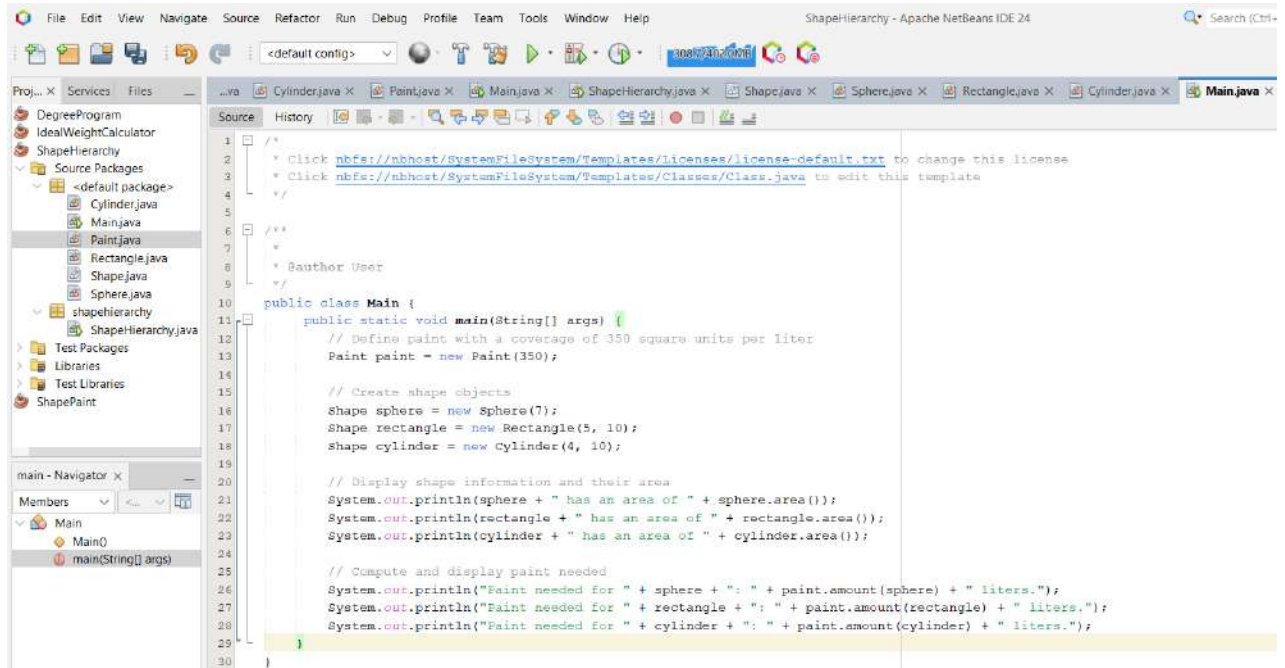 File Edit View Navigate Source Refactor Run Debug Profile Team Tools Window Help ShapeHierarchy - Apache NetBeans IDE 24 Search (Ctrl+
<default config>
Proj... × Services Files
...va Cylinder.java × Paint.java × Main.java × ShapeHierarchy.java × Shape.java × Sphere.java × Rectangle.java × Cylinder.java × Main.java ×
Source History
DegreeProgram
IdealWeightCalculator
ShapeHierarchy
Source Packages
<default package>
Cylinder.java
Main.java
Paint.java
Rectangle.java
Shape.java
Sphere.java
shapehierarchy
ShapeHierarchy.java
Test Packages
Libraries
Test Libraries
ShapePaint
main - Navigator ×
Members <...
Main
Main()
main(String[] args)
1 /*
2 * Click nbfs://nbhost/SystemFileSystem/Templates/Licenses/license-default.txt to change this license
3 * Click nbfs://nbhost/SystemFileSystem/Templates/Classes/Class.java to edit this template
4 */
5
6 /**
7 *
8 * @author User
9 */
10 public class Main {
11 public static void main(String[] args) {
12 // Define paint with a coverage of 350 square units per liter
13 Paint paint = new Paint(350);
14
15 // Create shape objects
16 Shape sphere = new Sphere(7);
17 Shape rectangle = new Rectangle(5, 10);
18 Shape cylinder = new Cylinder(4, 10);
19
20 // Display shape information and their area
21 System.out.println(sphere + " has an area of " + sphere.area());
22 System.out.println(rectangle + " has an area of " + rectangle.area());
23 System.out.println(cylinder + " has an area of " + cylinder.area());
24
25 // Compute and display paint needed
26 System.out.println("Paint needed for " + sphere + ": " + paint.amount(sphere) + " liters.");
27 System.out.println("Paint needed for " + rectangle + ": " + paint.amount(rectangle) + " liters.");
28 System.out.println("Paint needed for " + cylinder + ": " + paint.amount(cylinder) + " liters.");
29 }
30 }